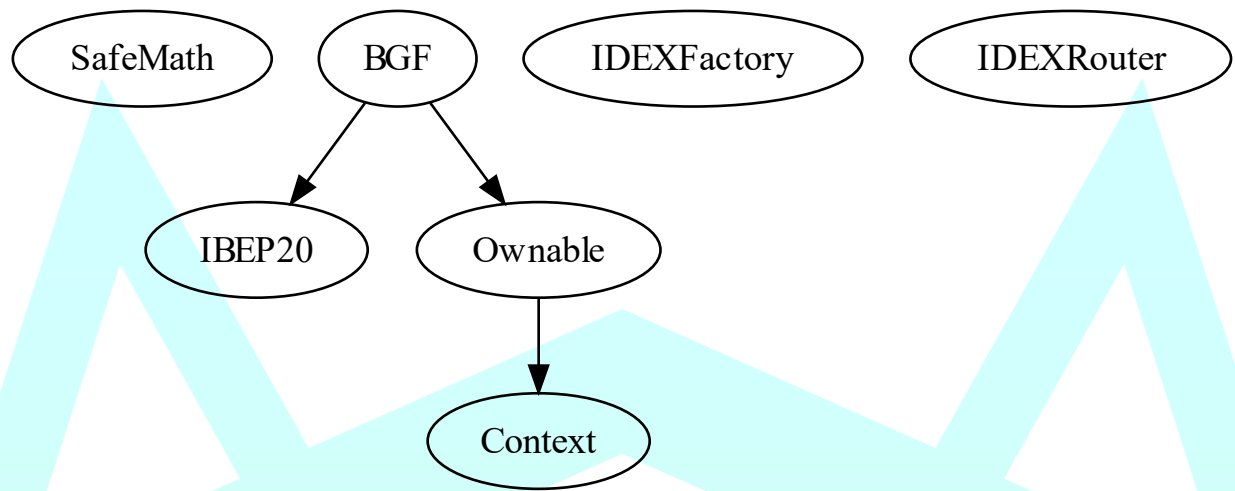 SafeMath
BGF
IDEXFactory
IDEXRouter
IBEP20
Ownable
Context